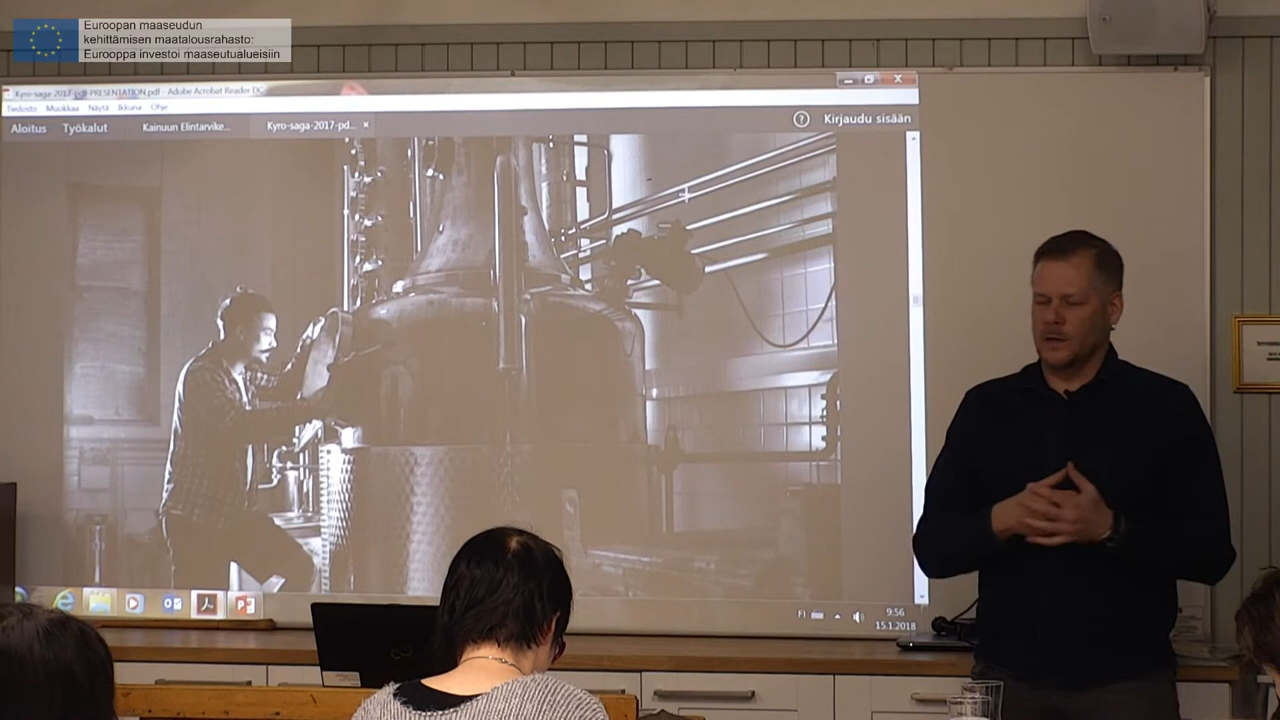 Euroopan maaseudun
kehittämisen maatalousrahasto:
Eurooppa investoi maaseutualueisiin
Kyro-saga-2017-pdf-PRESENTATION.pdf - Adobe Acrobat Reader DC
Tiedosto Muokkaa Näytä Ikkuna Ohje
Aloitus Työkalut Kainuun Elintarvike... Kyro-saga-2017-pd... ×
? Kirjaudu sisään
FI 9:56
15.1.2018